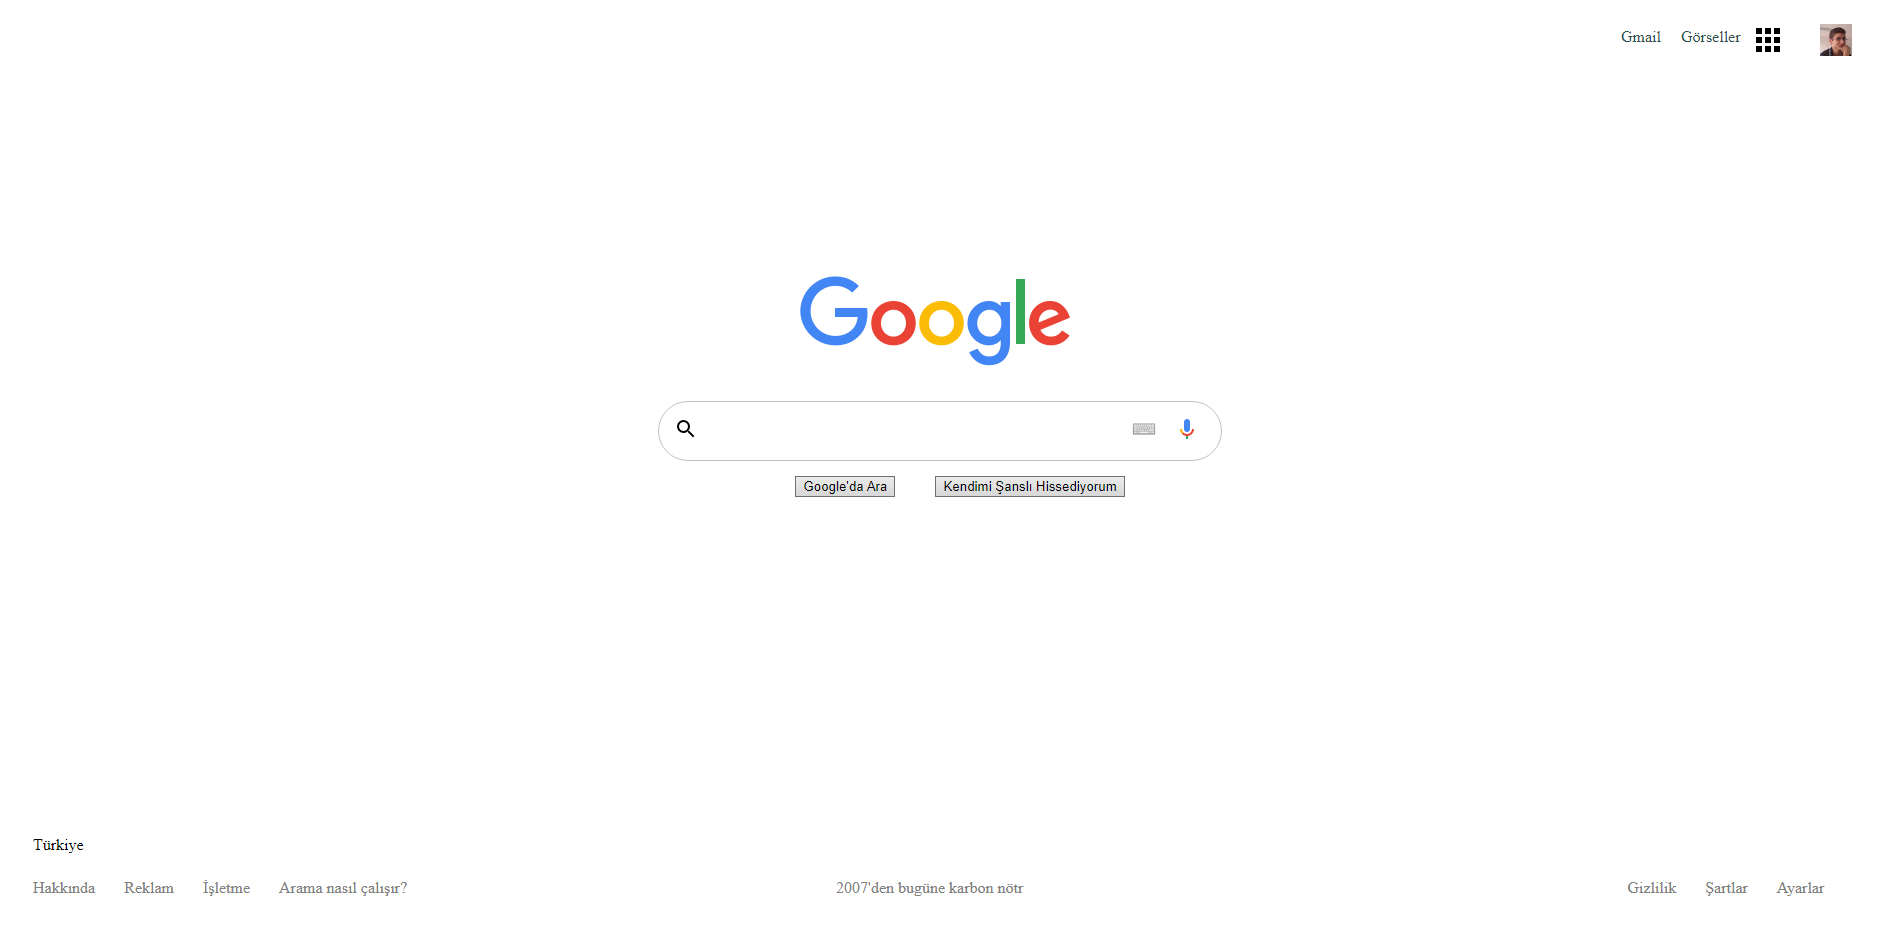 Gmail Görseller
Google
Google'da Ara Kendimi Şanslı Hissediyorum
Türkiye
Hakkında Reklam İşletme Arama nasıl çalışır? 2007'den bugüne karbon nötr Gizlilik Şartlar Ayarlar